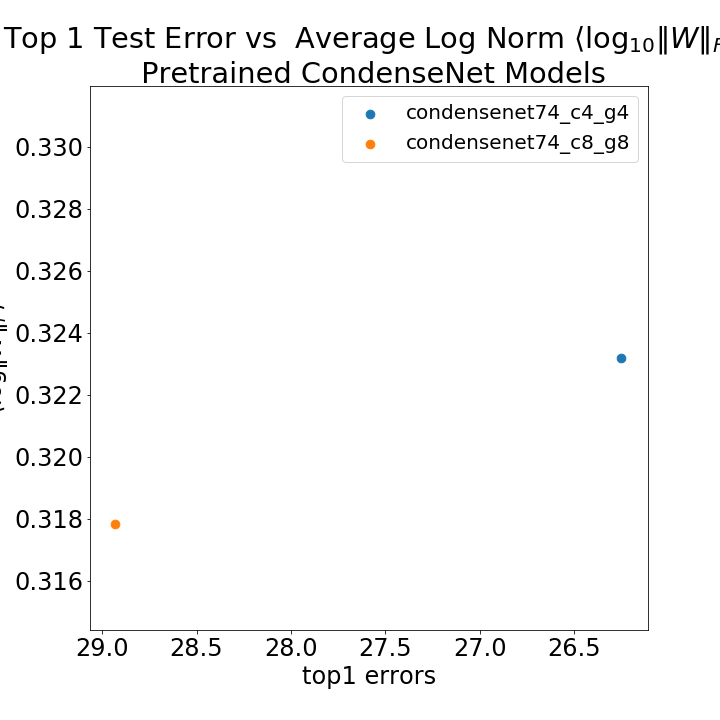 Top 1 Test Error vs Average Log Norm ⟨log₁₀‖W‖F
Pretrained CondenseNet Models
condensenet74_c4_g4
condensenet74_c8_g8
0.330
0.328
0.326
0.324
0.322
0.320
0.318
0.316
29.0 28.5 28.0 27.5 27.0 26.5
top1 errors